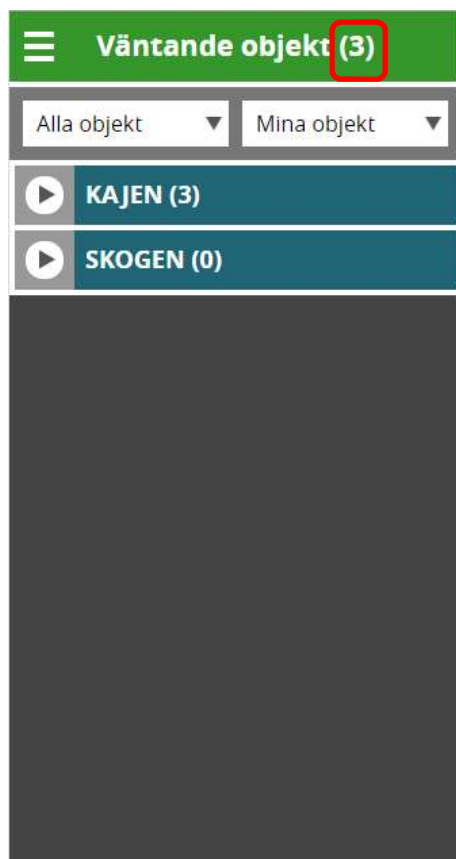 Väntande objekt (3)
Alla objekt Mina objekt
KAJEN (3)
SKOGEN (0)